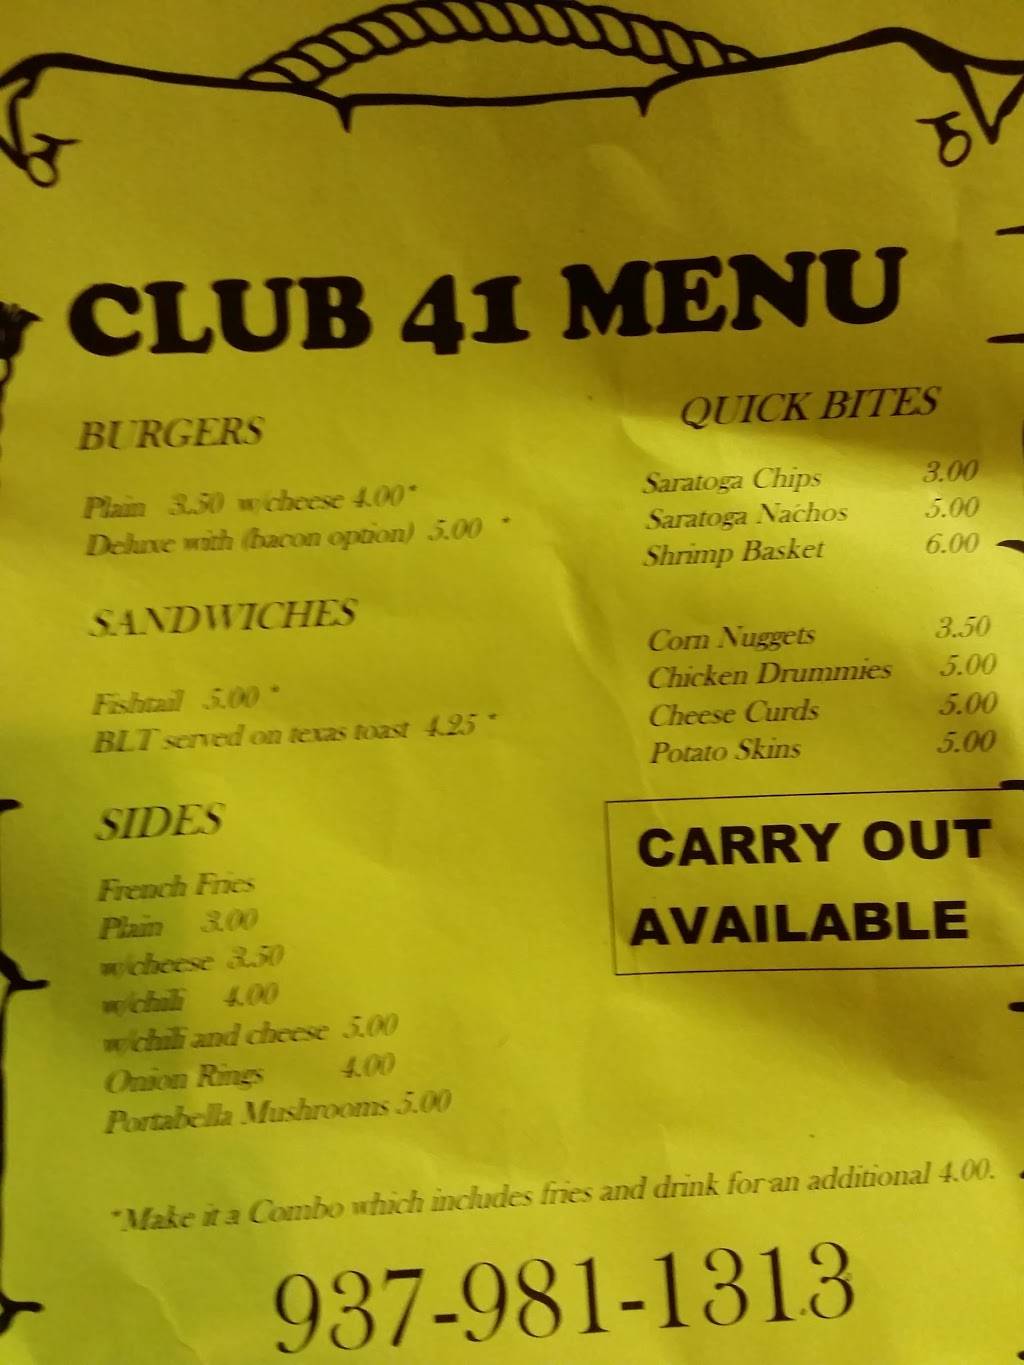 CLUB 41 MENU
BURGERS
Plain 3.50 w/cheese 4.00*
Deluxe with (bacon option) 5.00 *
SANDWICHES
Fishtail 5.00 *
BLT served on texas toast 4.25 *
SIDES
French Fries
Plain 3.00
w/cheese 3.50
w/chili 4.00
w/chili and cheese 5.00
Onion Rings 4.00
Portabella Mushrooms 5.00
QUICK BITES
Saratoga Chips 3.00
Saratoga Nachos 5.00
Shrimp Basket 6.00
Corn Nuggets 3.50
Chicken Drummies 5.00
Cheese Curds 5.00
Potato Skins 5.00
CARRY OUT
AVAILABLE
*Make it a Combo which includes fries and drink for an additional 4.00.
937-981-1313